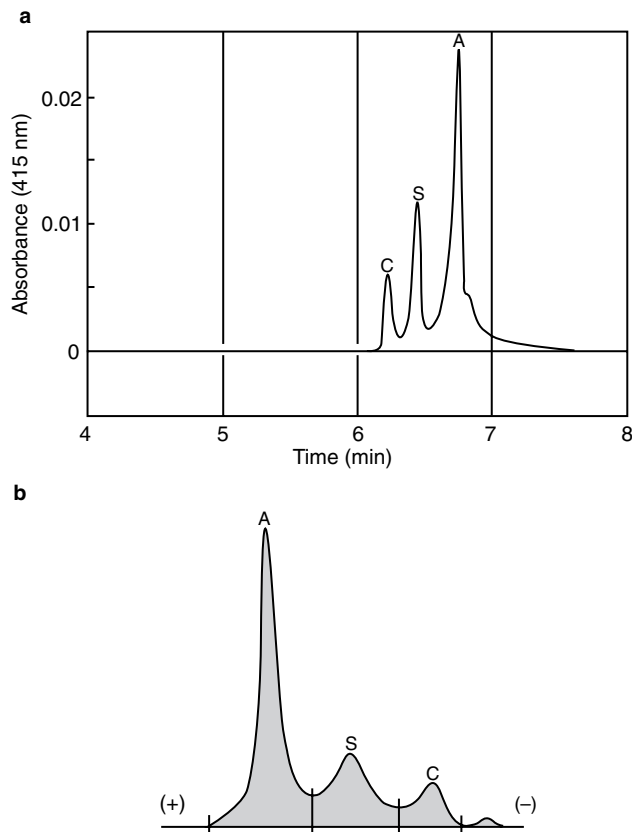 a
A
0.02
S
0.01
C
0
Absorbance (415 nm)
4 5 6 7 8
Time (min)
b
A
S
C
(+) (–)